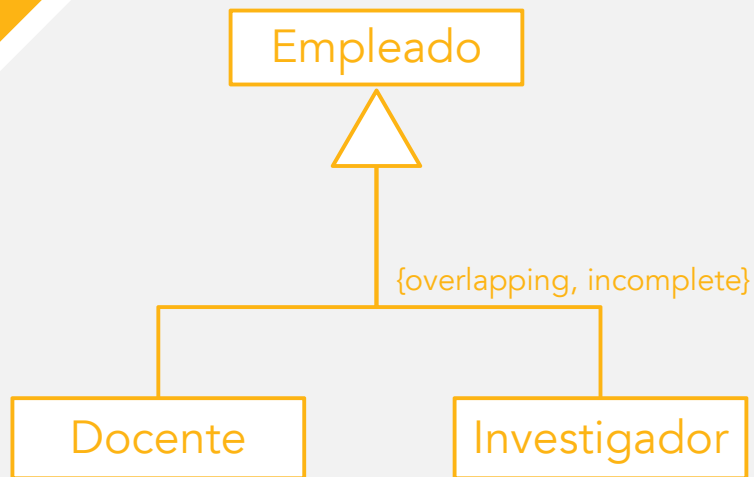 Empleado
{overlapping, incomplete}
Docente
Investigador